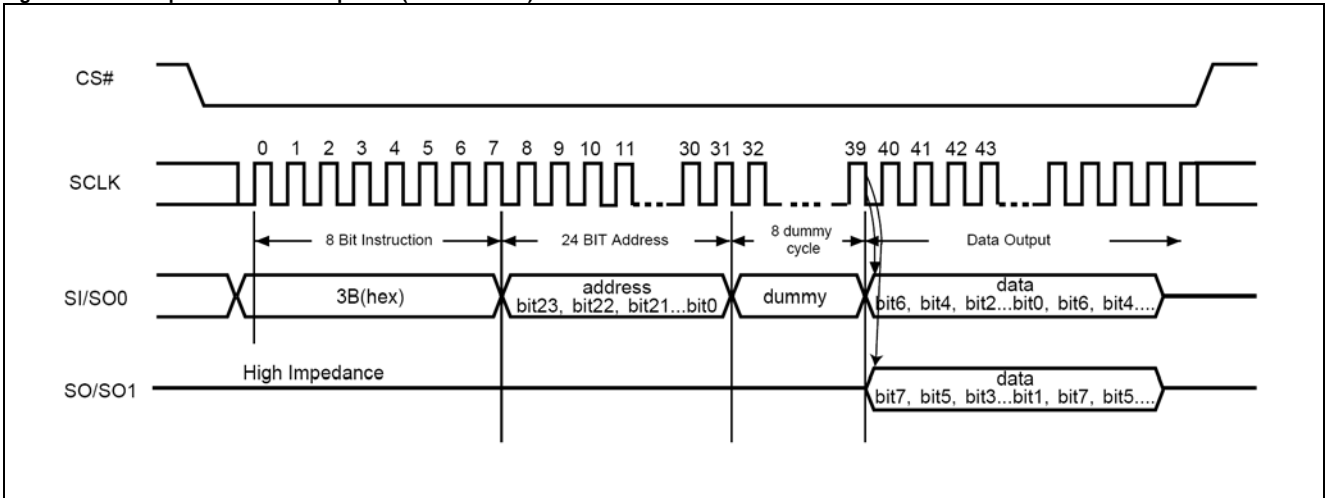 CS#
0 1 2 3 4 5 6 7 8 9 10 11 30 31 32 39 40 41 42 43
SCLK
8 Bit Instruction
24 BIT Address
8 dummy
cycle
Data Output
SI/SO0
3B(hex)
address
bit23, bit22, bit21...bit0
dummy
data
bit6, bit4, bit2...bit0, bit6, bit4....
High Impedance
SO/SO1
data
bit7, bit5, bit3...bit1, bit7, bit5....